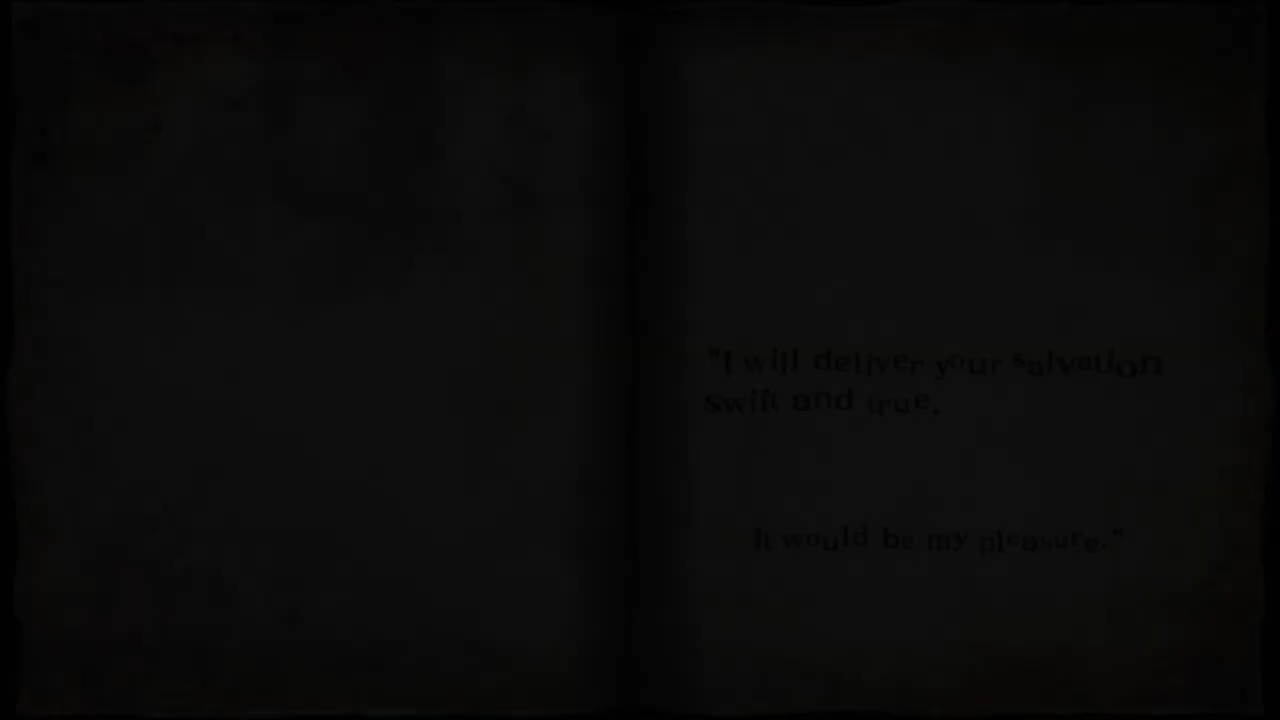 "I will deliver your salvation
Swift and true.
It would be my pleasure."